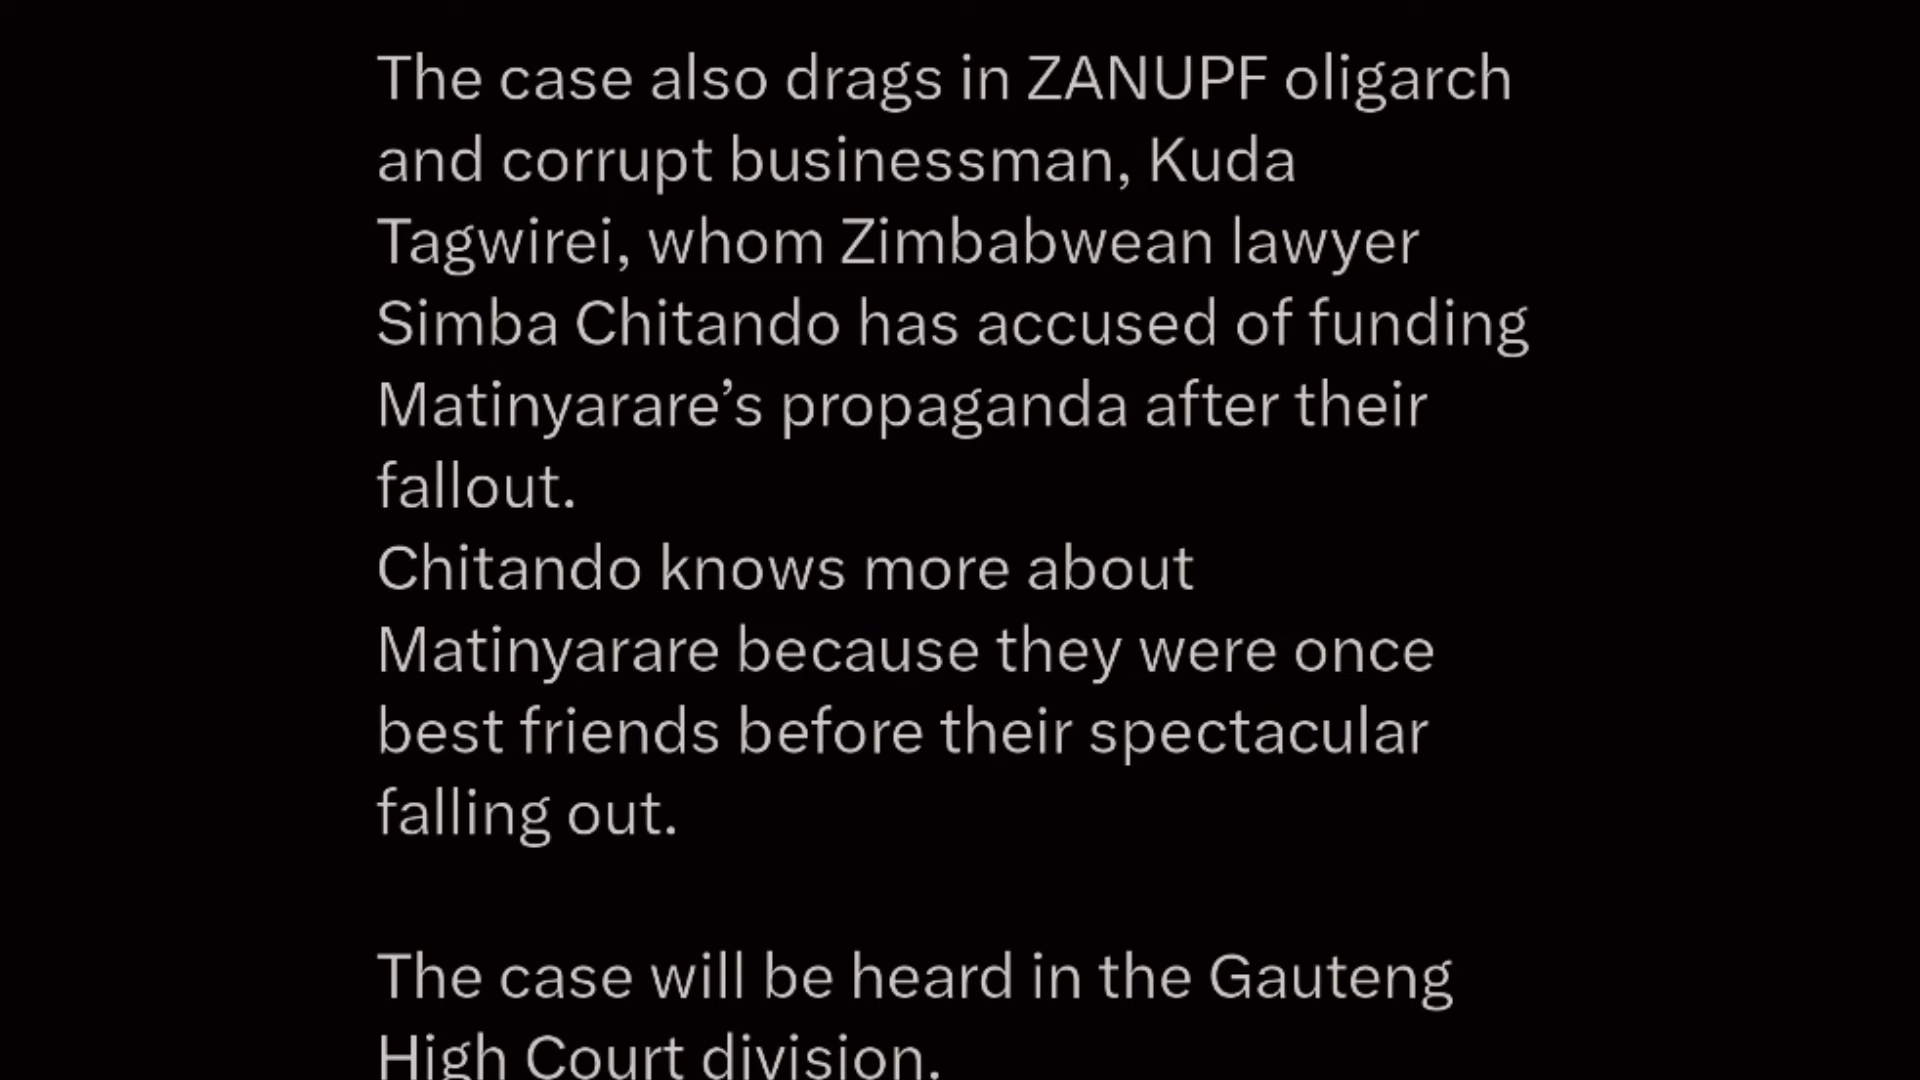 The case also drags in ZANUPF oligarch
and corrupt businessman, Kuda
Tagwirei, whom Zimbabwean lawyer
Simba Chitando has accused of funding
Matinyarare’s propaganda after their
fallout.
Chitando knows more about
Matinyarare because they were once
best friends before their spectacular
falling out.
The case will be heard in the Gauteng
High Court division.